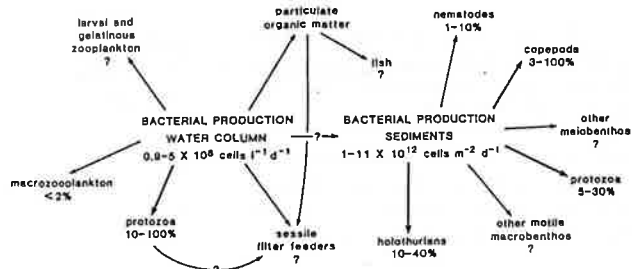 particulate
organic matter
larval and
gelatinous
zooplankton
?
fish
?
nematodes
1-10%
copepods
3-100%
BACTERIAL PRODUCTION
WATER COLUMN
0.9-5 X 10⁸ cells l⁻¹ d⁻¹
?
BACTERIAL PRODUCTION
SEDIMENTS
1-11 X 10¹² cells m⁻² d⁻¹
other
meiobenthos
?
macrozooplankton
<2%
protozoa
10-100%
?
sessile
filter feeders
?
holothurians
10-40%
other motile
macrobenthos
?
protozoa
5-30%